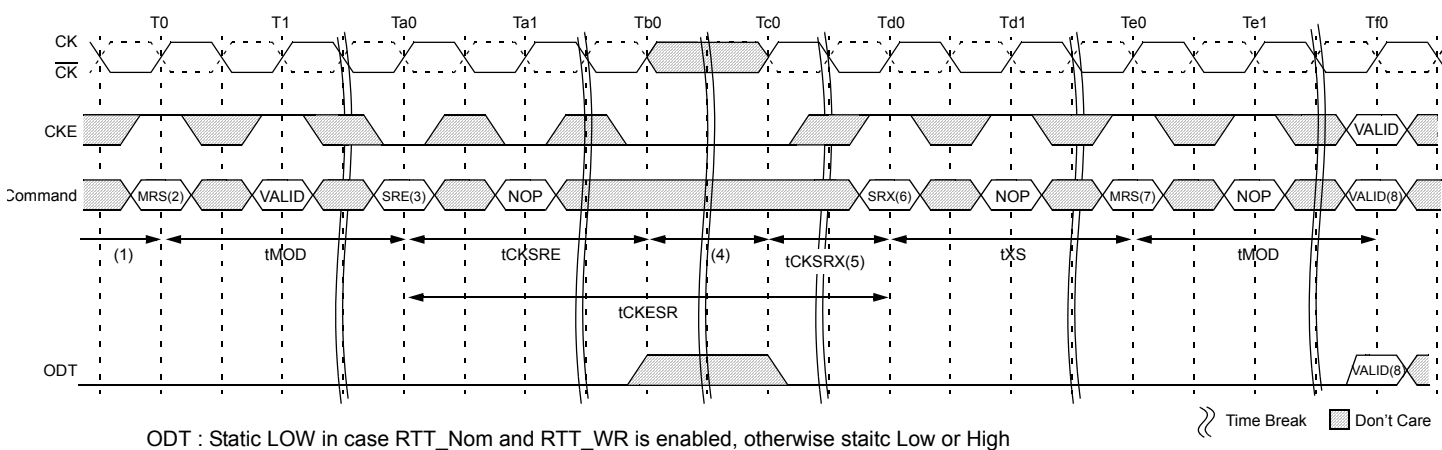 T0 T1 Ta0 Ta1 Tb0 Tc0 Td0 Td1 Te0 Te1 Tf0
CK
CK
CKE VALID
Command MRS(2) VALID SRE(3) NOP SRX(6) NOP MRS(7) NOP VALID(8)
(1) tMOD tCKSRE (4) tCKSRX(5) tXS tMOD
tCKESR
ODT VALID(8)
Time Break Don't Care
ODT : Static LOW in case RTT_Nom and RTT_WR is enabled, otherwise staitc Low or High